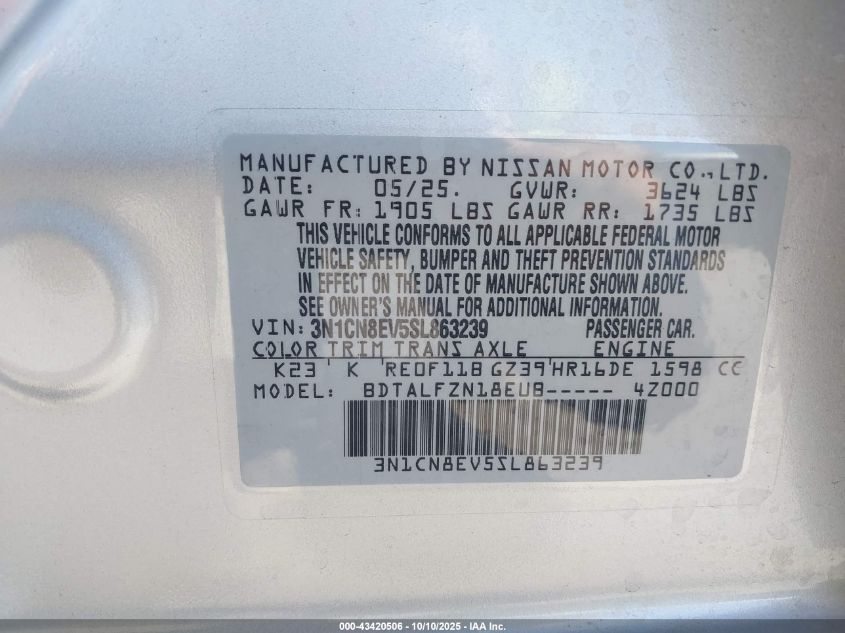 MANUFACTURED BY NISSAN MOTOR CO., LTD.
DATE: 05/25. GVWR: 3624 LBS
GAWR FR: 1905 LBS GAWR RR: 1735 LBS
THIS VEHICLE CONFORMS TO ALL APPLICABLE FEDERAL MOTOR
VEHICLE SAFETY, BUMPER AND THEFT PREVENTION STANDARDS
IN EFFECT ON THE DATE OF MANUFACTURE SHOWN ABOVE.
SEE OWNER'S MANUAL FOR ADDITIONAL INFORMATION.
VIN: 3N1CN8EV5SL863239 PASSENGER CAR.
COLOR TRIM TRANS AXLE ENGINE
K23 K RE0F11B GZ39 HR16DE 1598 CC
MODEL: BDTALFZN18EUB----- 4Z000
3N1CN8EV5SL863239
000-43420506 - 10/10/2025 - IAA Inc.